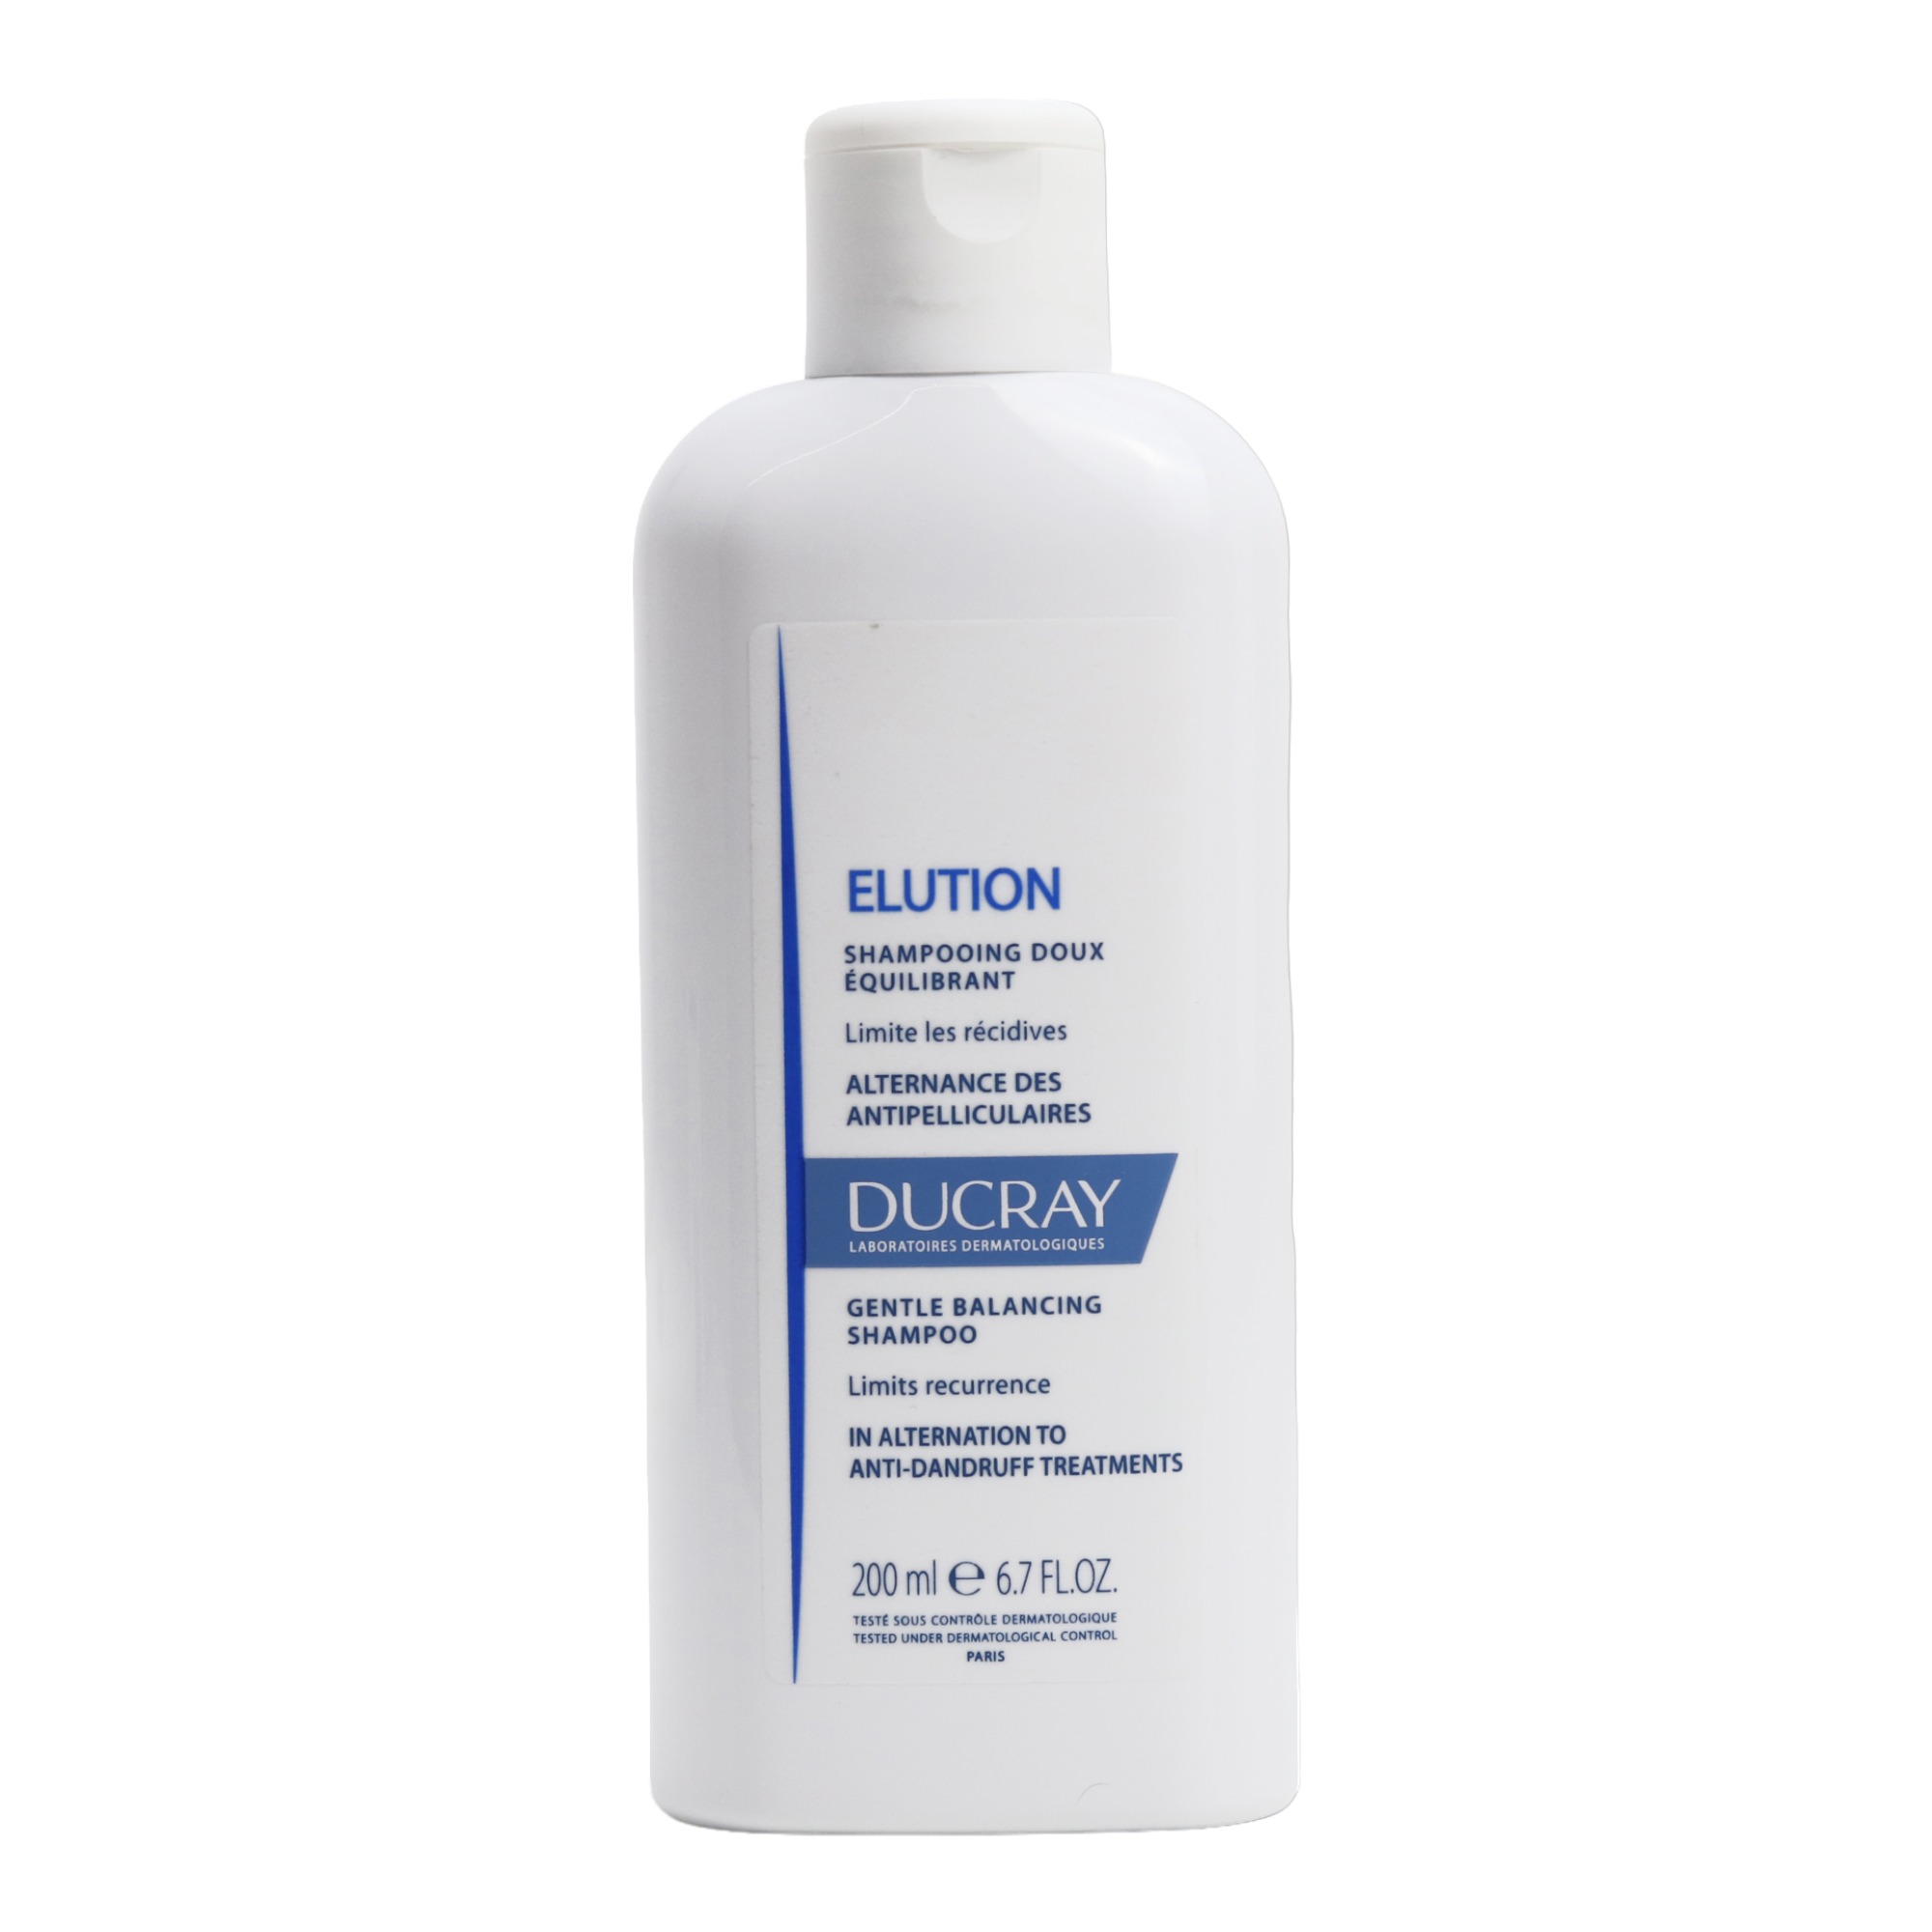 ELUTION
SHAMPOOING DOUX
ÉQUILIBRANT
Limite les récidives
ALTERNANCE DES
ANTIPELLICULAIRES
DUCRAY
LABORATOIRES DERMATOLOGIQUES
GENTLE BALANCING
SHAMPOO
Limits recurrence
IN ALTERNATION TO
ANTI-DANDRUFF TREATMENTS
200 ml ℮ 6.7 FL.OZ.
TESTÉ SOUS CONTRÔLE DERMATOLOGIQUE
TESTED UNDER DERMATOLOGICAL CONTROL
PARIS